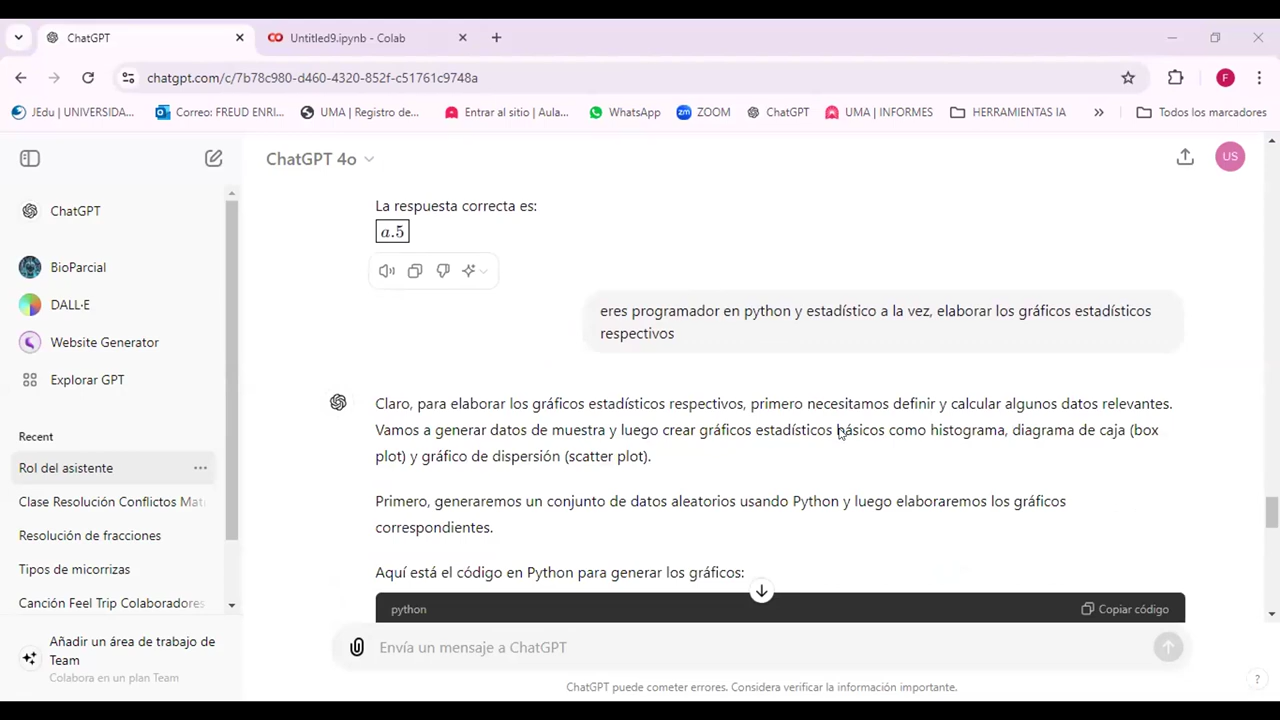 ChatGPT
Untitled9.ipynb - Colab
chatgpt.com/c/7b78c980-d460-4320-852f-c51761c9748a
F
JEdu | UNIVERSIDA...
Correo: FREUD ENRI...
UMA | Registro de...
Entrar al sitio | Aula...
WhatsApp
zm ZOOM
ChatGPT
UMA | INFORMES
HERRAMIENTAS IA
Todos los marcadores
ChatGPT 4o
US
ChatGPT
BioParcial
DALL·E
Website Generator
Explorar GPT
Recent
Rol del asistente
Clase Resolución Conflictos Mat
Resolución de fracciones
Tipos de micorrizas
Canción Feel Trip Colaboradores
Añadir un área de trabajo de
Team
Colabora en un plan Team
La respuesta correcta es:
a.5
eres programador en python y estadístico a la vez, elaborar los gráficos estadísticos
respectivos
Claro, para elaborar los gráficos estadísticos respectivos, primero necesitamos definir y calcular algunos datos relevantes.
Vamos a generar datos de muestra y luego crear gráficos estadísticos básicos como histograma, diagrama de caja (box
plot) y gráfico de dispersión (scatter plot).
Primero, generaremos un conjunto de datos aleatorios usando Python y luego elaboraremos los gráficos
correspondientes.
Aquí está el código en Python para generar los gráficos:
python
Copiar código
Envía un mensaje a ChatGPT
ChatGPT puede cometer errores. Considera verificar la información importante.
?